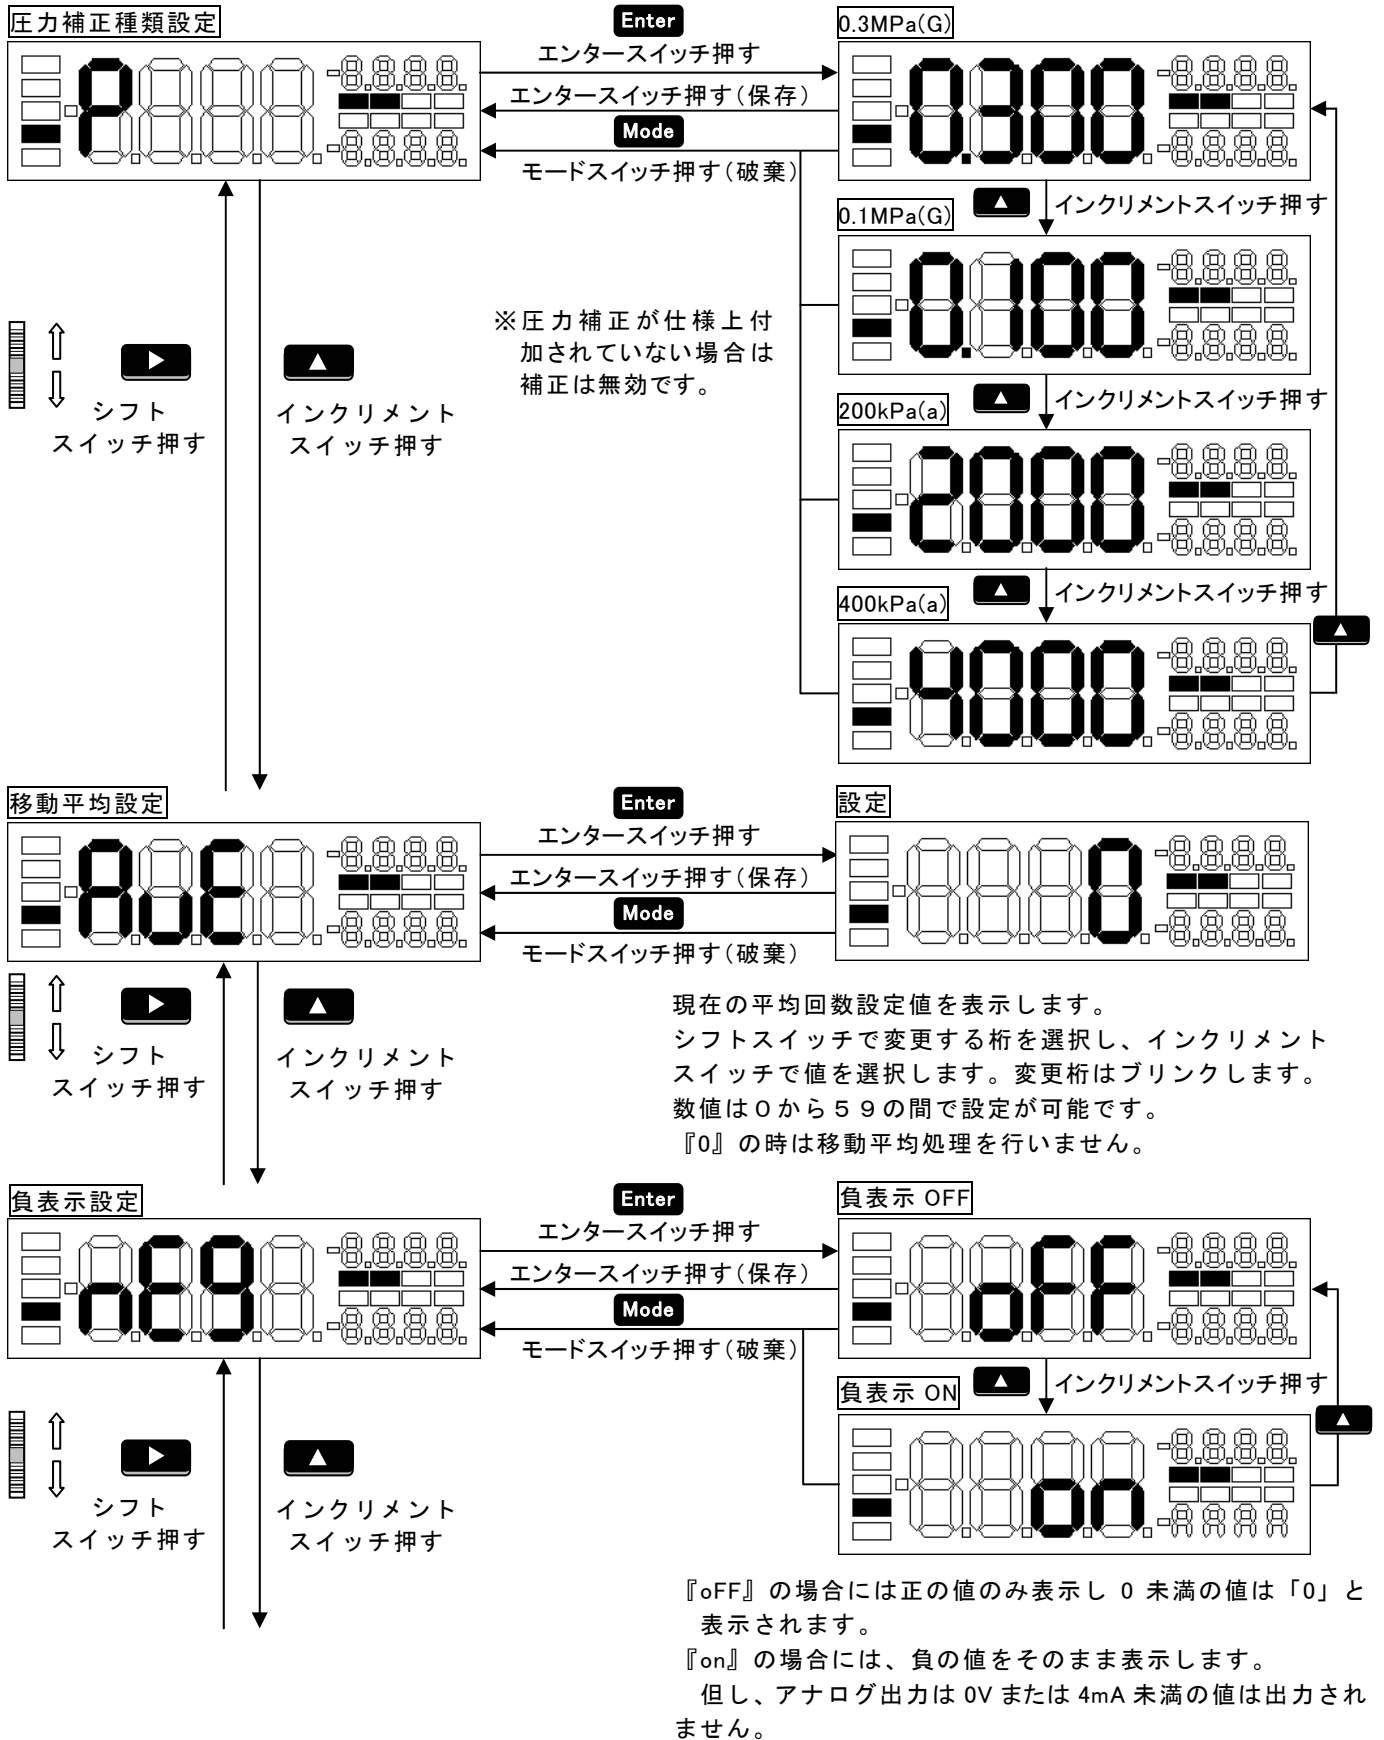 圧力補正種類設定
Enter
エンタースイッチ押す
エンタースイッチ押す(保存)
Mode
モードスイッチ押す(破棄)
P
0.3MPa(G)
0.300
インクリメントスイッチ押す
0.1MPa(G)
0.100
※圧力補正が仕様上付
加されていない場合は
補正は無効です。
インクリメントスイッチ押す
200kPa(a)
2000
インクリメントスイッチ押す
400kPa(a)
4000
シフト
スイッチ押す
インクリメント
スイッチ押す
移動平均設定
Enter
エンタースイッチ押す
エンタースイッチ押す(保存)
Mode
モードスイッチ押す(破棄)
AvE
設定
0
シフト
スイッチ押す
インクリメント
スイッチ押す
現在の平均回数設定値を表示します。
シフトスイッチで変更する桁を選択し、インクリメント
スイッチで値を選択します。変更桁はブリンクします。
数値は0から59の間で設定が可能です。
『0』の時は移動平均処理を行いません。
負表示設定
Enter
エンタースイッチ押す
エンタースイッチ押す(保存)
Mode
モードスイッチ押す(破棄)
nEg
負表示 OFF
oFF
インクリメントスイッチ押す
負表示 ON
on
シフト
スイッチ押す
インクリメント
スイッチ押す
『oFF』の場合には正の値のみ表示し 0 未満の値は「0」と
表示されます。
『on』の場合には、負の値をそのまま表示します。
但し、アナログ出力は 0V または 4mA 未満の値は出力され
ません。